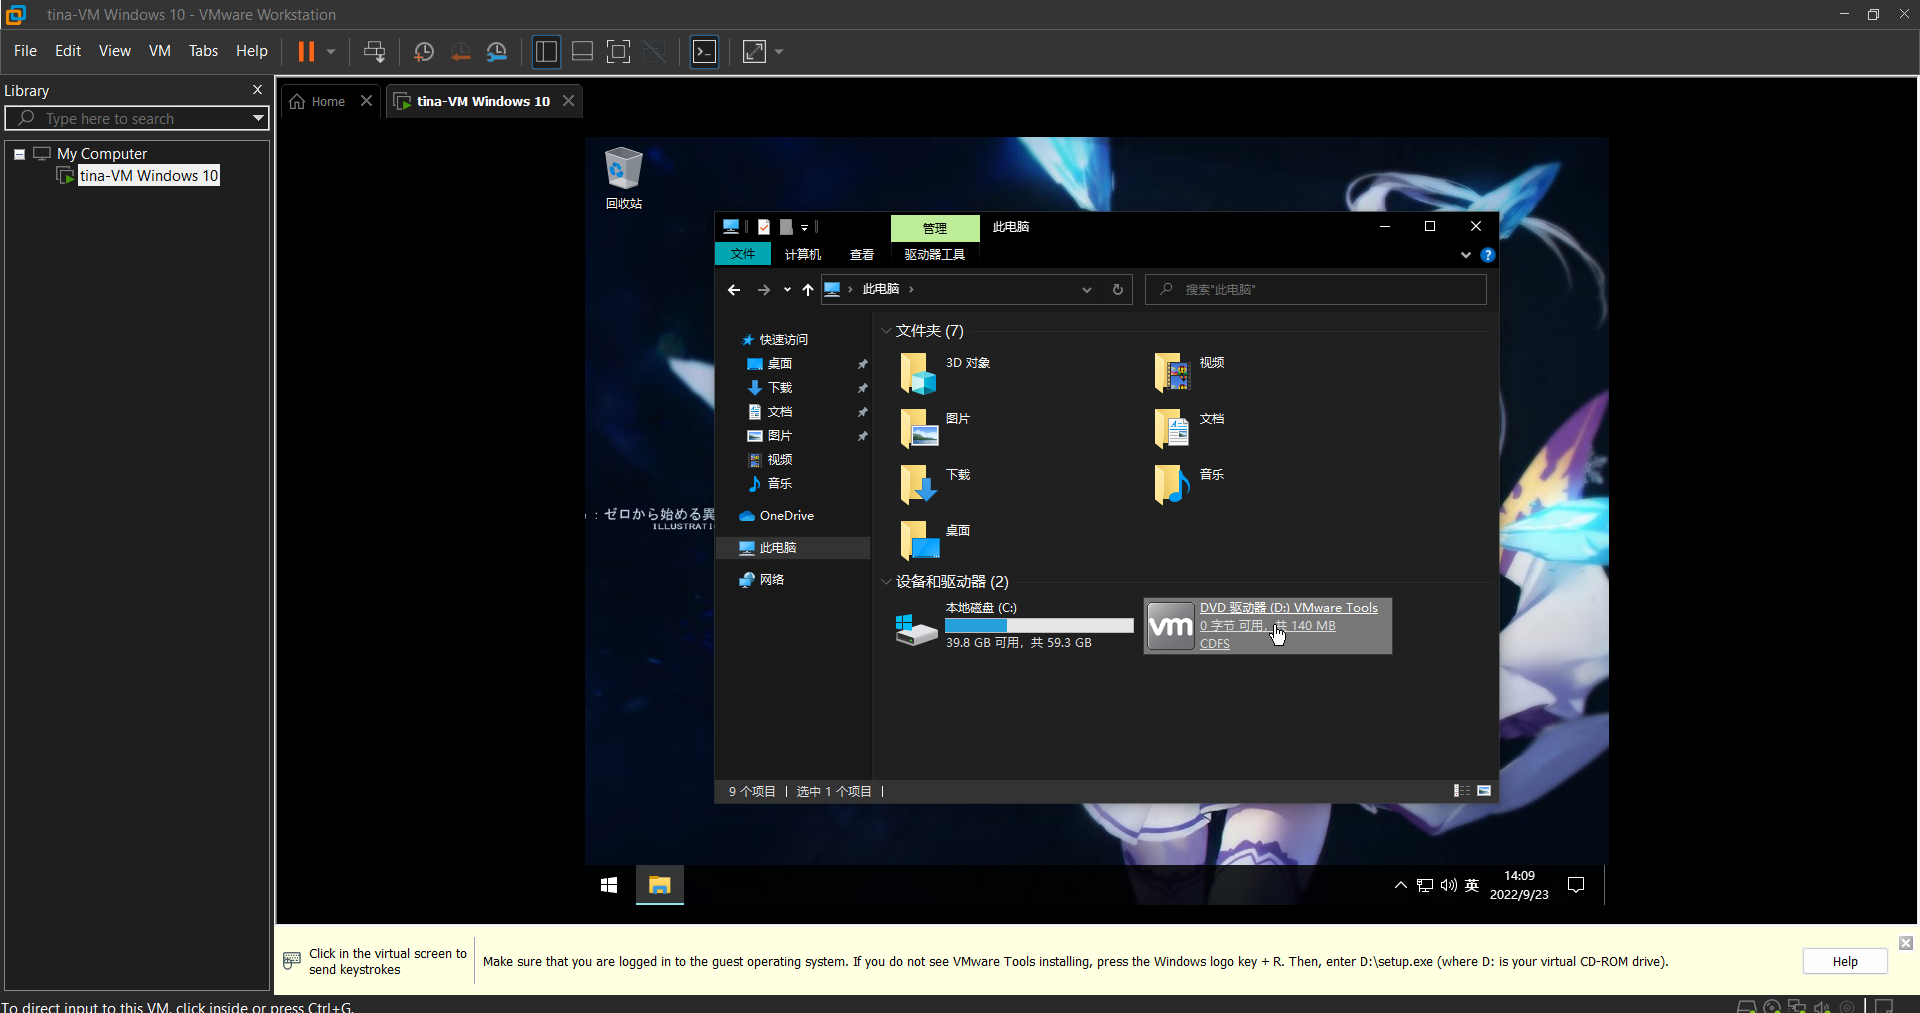 tina-VM Windows 10 - VMware Workstation
File Edit View VM Tabs Help
Library
Type here to search
My Computer
tina-VM Windows 10
Home
tina-VM Windows 10
回收站
管理
此电脑
文件
计算机
查看
驱动器工具
此电脑
搜索"此电脑"
快速访问
桌面
下载
文档
图片
视频
音乐
OneDrive
此电脑
网络
文件夹 (7)
3D 对象
视频
图片
文档
下载
音乐
桌面
设备和驱动器 (2)
本地磁盘 (C:)
39.8 GB 可用，共 59.3 GB
vm
DVD 驱动器 (D:) VMware Tools
0 字节 可用，共 140 MB
CDFS
: ゼロから始める異
9 个项目
选中 1 个项目
英
14:09
2022/9/23
Click in the virtual screen to
send keystrokes
Make sure that you are logged in to the guest operating system. If you do not see VMware Tools installing, press the Windows logo key + R. Then, enter D:\setup.exe (where D: is your virtual CD-ROM drive).
Help
To direct input to this VM, click inside or press Ctrl+G.